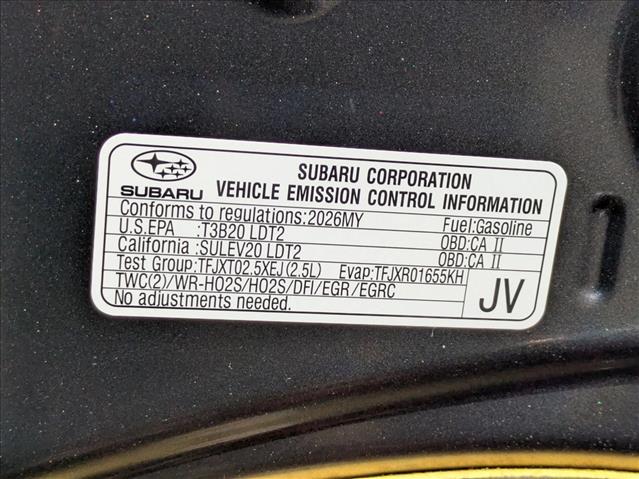 SUBARU
SUBARU CORPORATION
VEHICLE EMISSION CONTROL INFORMATION
Conforms to regulations:2026MY Fuel:Gasoline
U.S.EPA :T3B20 LDT2 OBD:CA II
California :SULEV20 LDT2 OBD:CA II
Test Group:TFJXT02.5XEJ(2.5L) Evap:TFJXR01655KH
TWC(2)/WR-HO2S/HO2S/DFI/EGR/EGRC
No adjustments needed.
JV